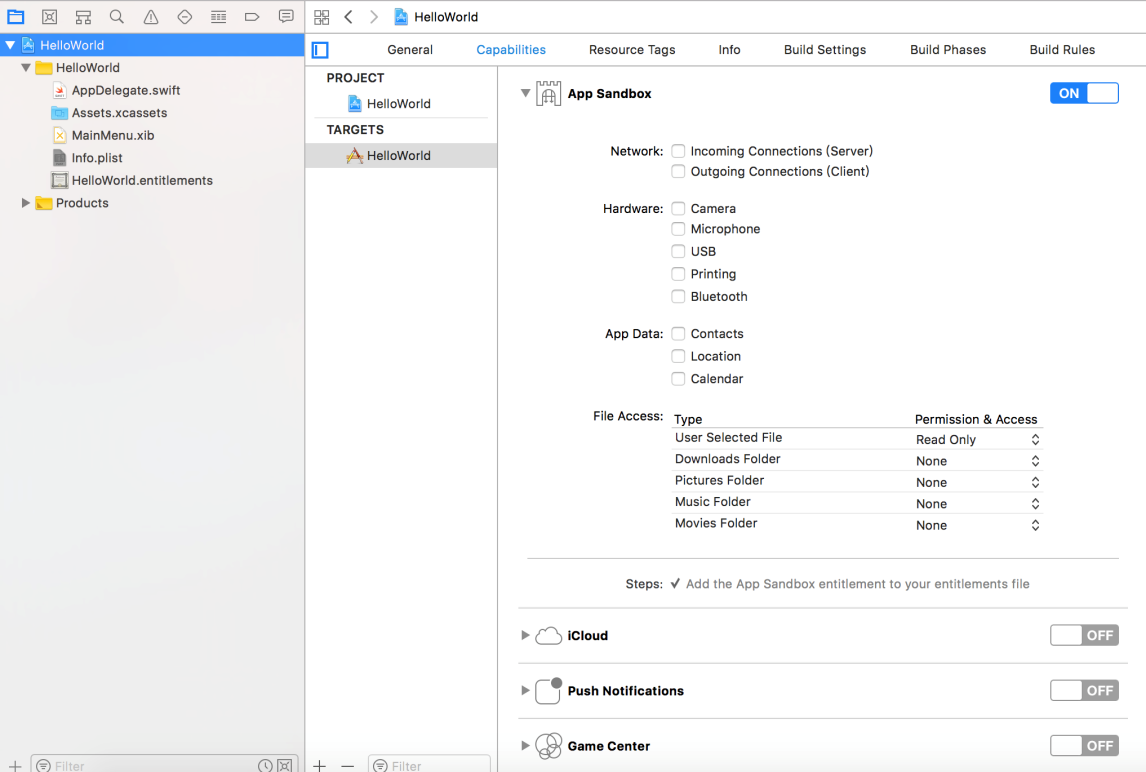 HelloWorld
HelloWorld
General Capabilities Resource Tags Info Build Settings Build Phases Build Rules
HelloWorld
AppDelegate.swift
Assets.xcassets
MainMenu.xib
Info.plist
HelloWorld.entitlements
Products
Filter
PROJECT
HelloWorld
TARGETS
HelloWorld
Filter
App Sandbox ON
Network: Incoming Connections (Server)
Outgoing Connections (Client)
Hardware: Camera
Microphone
USB
Printing
Bluetooth
App Data: Contacts
Location
Calendar
File Access: Type Permission & Access
User Selected File Read Only
Downloads Folder None
Pictures Folder None
Music Folder None
Movies Folder None
Steps: ✓ Add the App Sandbox entitlement to your entitlements file
iCloud OFF
Push Notifications OFF
Game Center OFF